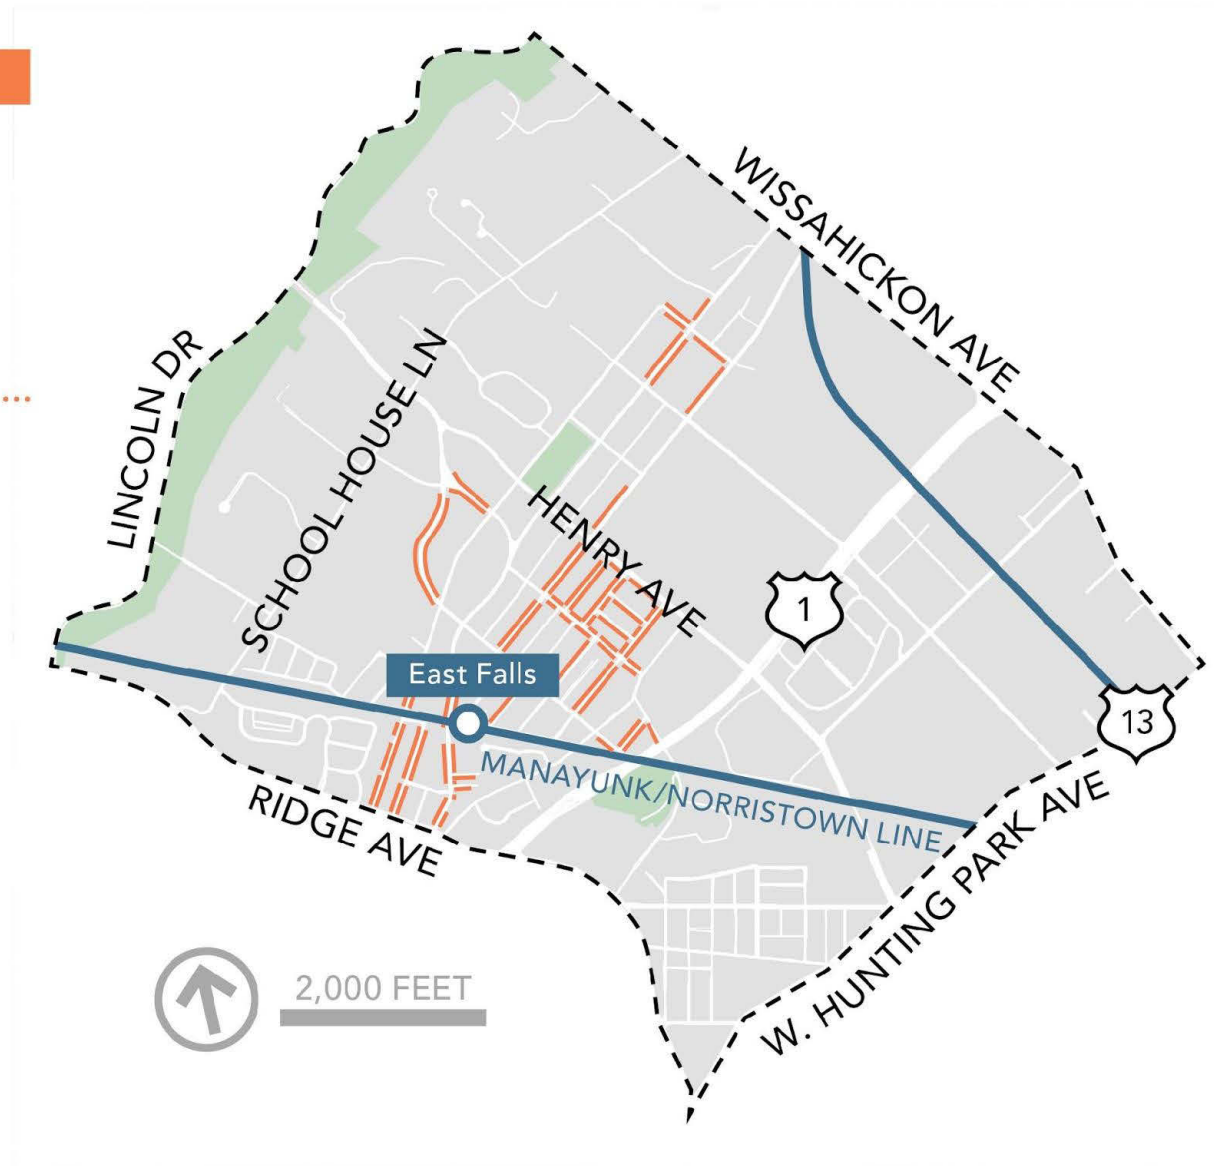 WISSAHICKON AVE
LINCOLN DR
SCHOOL HOUSE LN
HENRY AVE
1
East Falls
13
MANAYUNK/NORRISTOWN LINE
RIDGE AVE
W. HUNTING PARK AVE
2,000 FEET